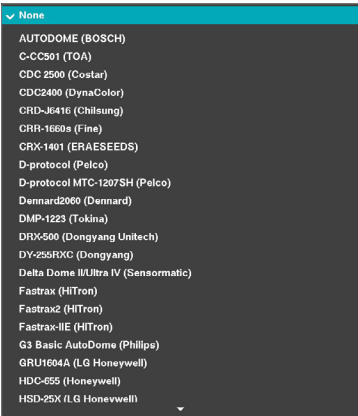 None
AUTODOME (BOSCH)
C-CC501 (TOA)
CDC 2500 (Costar)
CDC2400 (DynaColor)
CRD-J6416 (Chilsung)
CRR-1660s (Fine)
CRX-1401 (ERAESEEDS)
D-protocol (Pelco)
D-protocol MTC-1207SH (Pelco)
Dennard2060 (Dennard)
DMP-1223 (Tokina)
DRX-500 (Dongyang Unitech)
DY-255RXC (Dongyang)
Delta Dome II/Ultra IV (Sensormatic)
Fastrax (HiTron)
Fastrax2 (HITron)
Fastrax-IIE (HITron)
G3 Basic AutoDome (Philips)
GRU1604A (LG Honeywell)
HDC-655 (Honeywell)
HSD-25X (LG Honeywell)